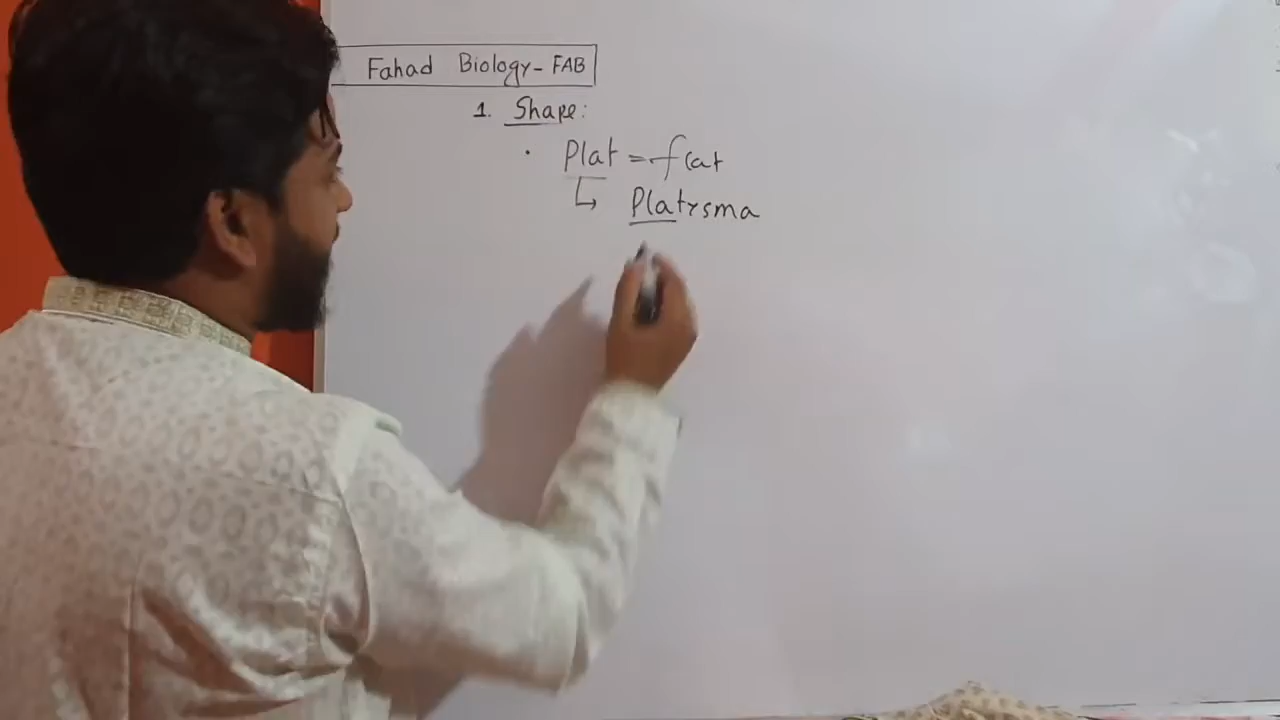 Fahad Biology - FAB
1. Shape:
· Plat = flat
↳ Platysma